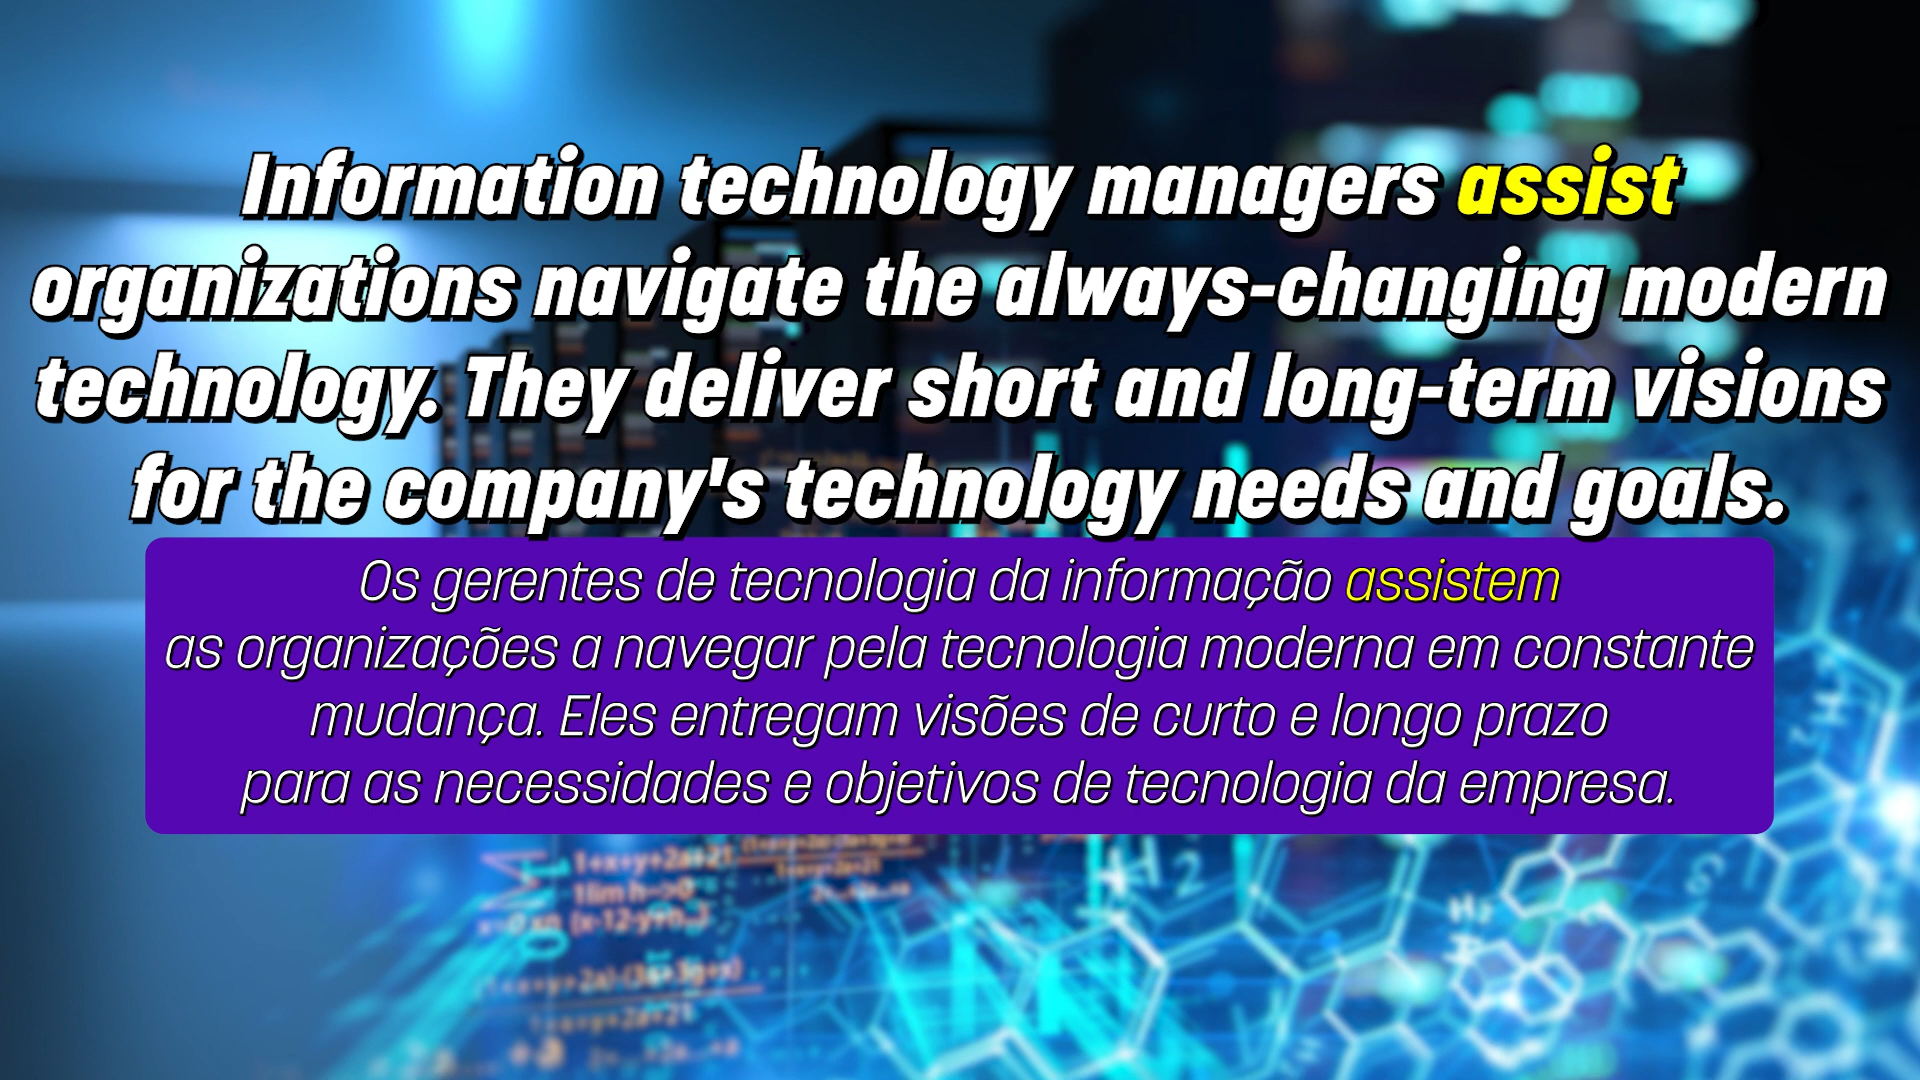 Information technology managers assist
organizations navigate the always-changing modern
technology. They deliver short and long-term visions
for the company's technology needs and goals.
Os gerentes de tecnologia da informação assistem
as organizações a navegar pela tecnologia moderna em constante
mudança. Eles entregam visões de curto e longo prazo
para as necessidades e objetivos de tecnologia da empresa.